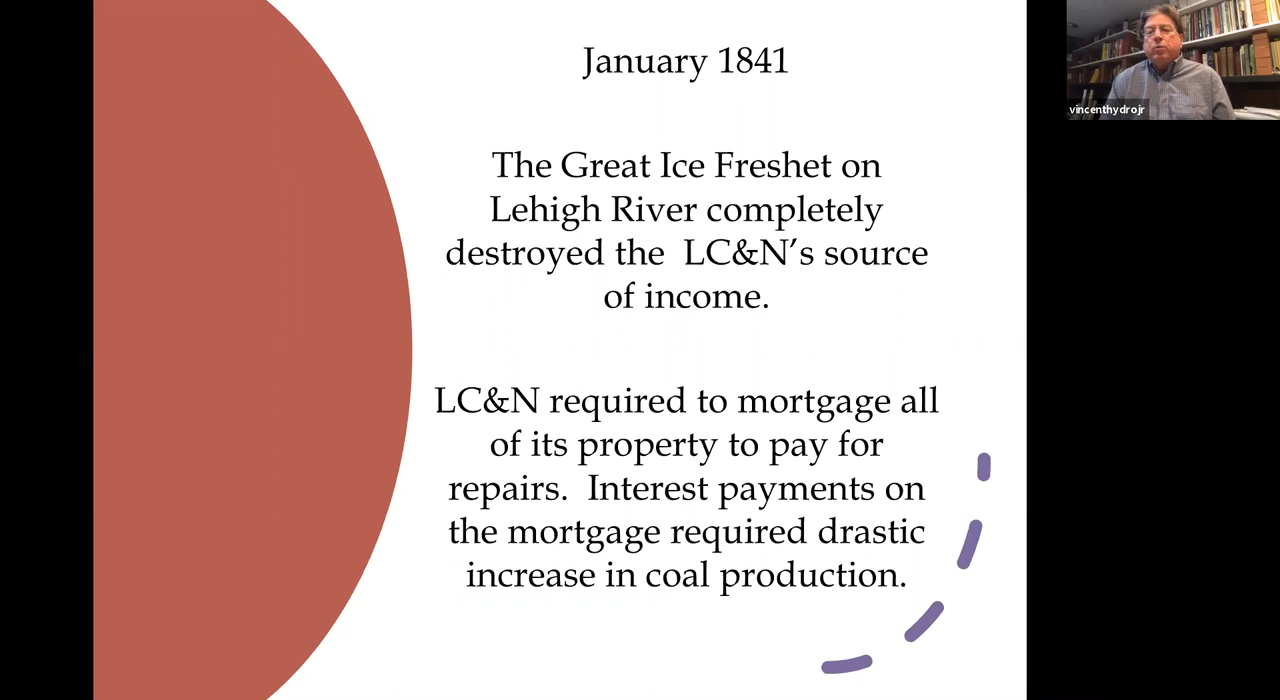 January 1841
The Great Ice Freshet on
Lehigh River completely
destroyed the  LC&N’s source
of income.
LC&N required to mortgage all
of its property to pay for
repairs.  Interest payments on
the mortgage required drastic
increase in coal production.
vincenthydrojr